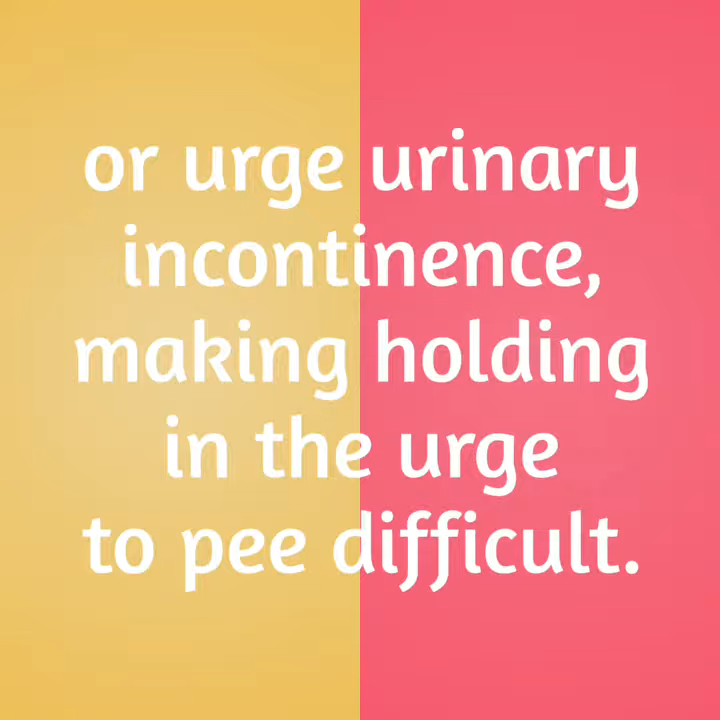 or urge urinary
incontinence,
making holding
in the urge
to pee difficult.